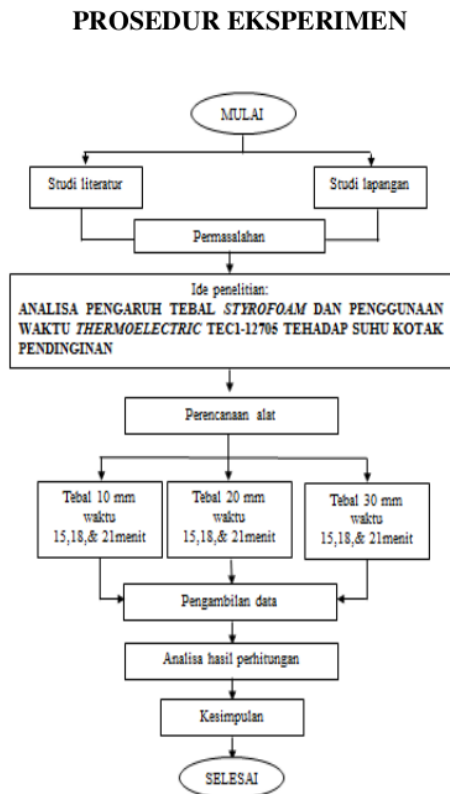 PROSEDUR EKSPERIMEN
MULAI
Studi literatur
Studi lapangan
Permasalahan
Ide penelitian:
ANALISA PENGARUH TEBAL STYROFOAM DAN PENGGUNAAN
WAKTU THERMOELECTRIC TEC1-12705 TEHADAP SUHU KOTAK
PENDINGINAN
Perencanaan alat
Tebal 10 mm
waktu
15,18,& 21menit
Tebal 20 mm
waktu
15,18,& 21menit
Tebal 30 mm
waktu
15,18,& 21menit
Pengambilan data
Analisa hasil perhitungan
Kesimpulan
SELESAI